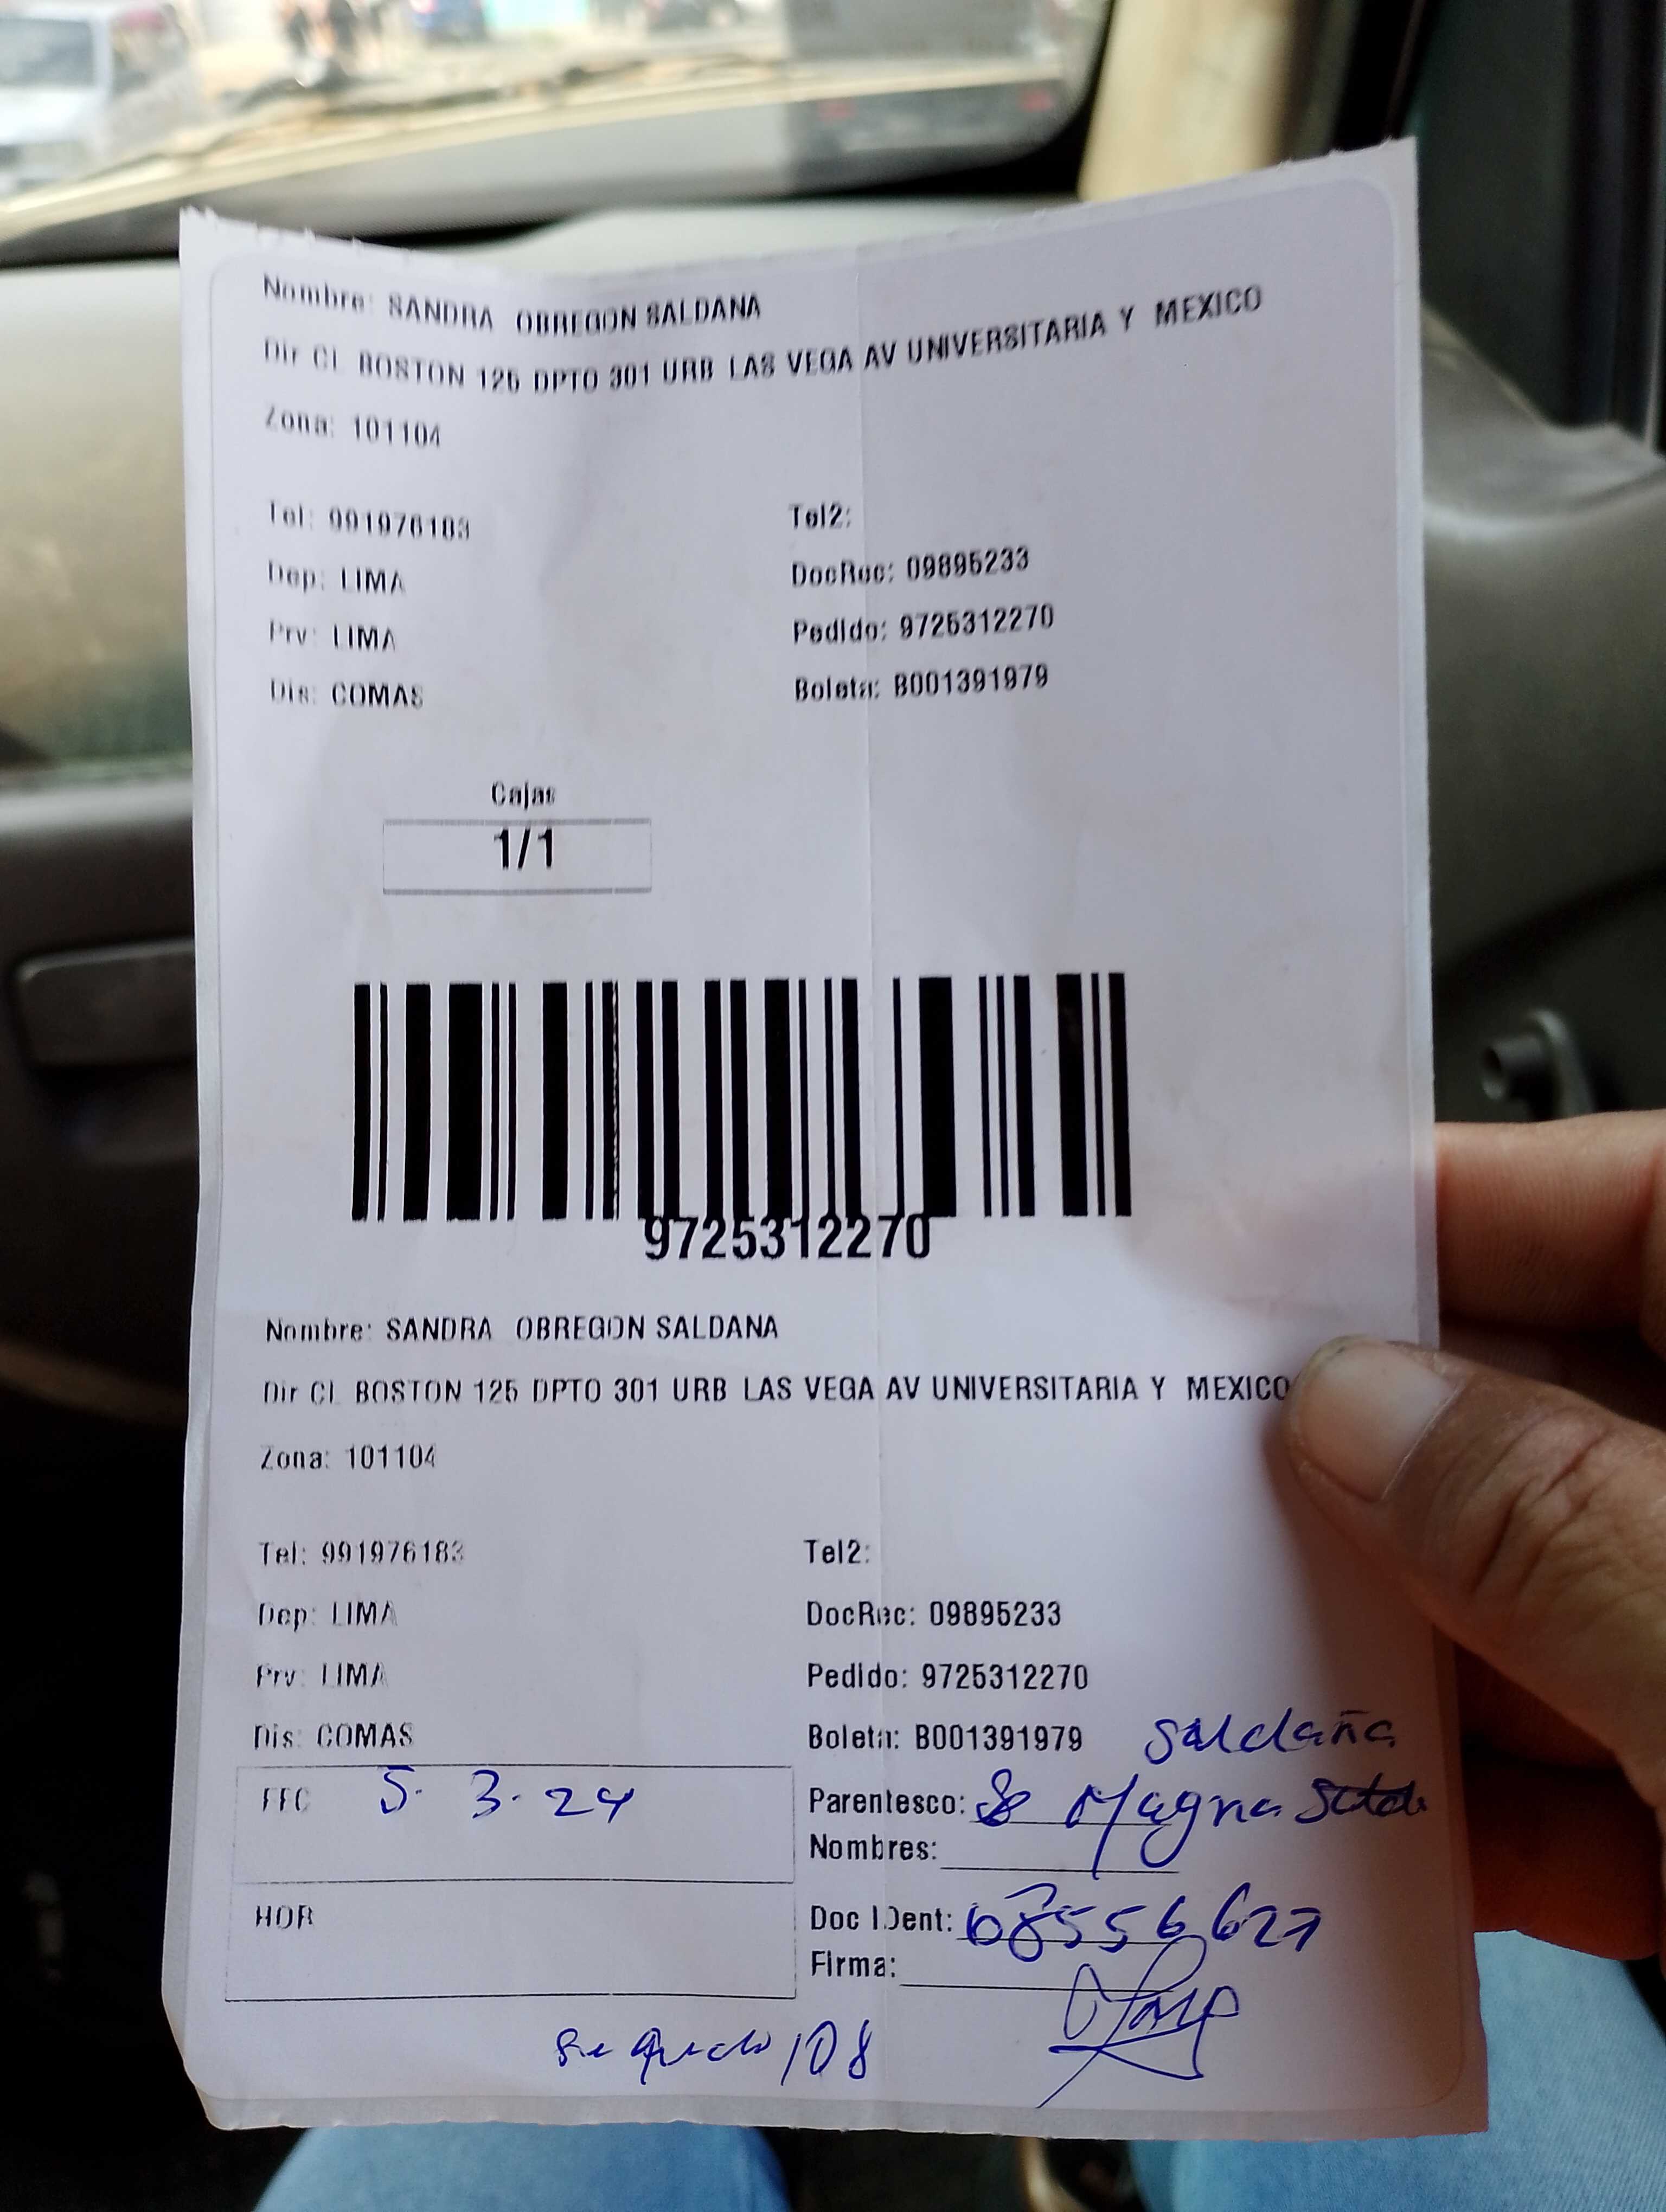 Nombre: SANDRA OBREGON SALDANA
Dir CL BOSTON 125 DPTO 301 URB LAS VEGA AV UNIVERSITARIA Y MEXICO
Zona: 101104
Tel: 991976183 Tel2:
Dep: LIMA DocRec: 09895233
Prv: LIMA Pedido: 9725312270
Dis: COMAS Boleta: B001391979
Cajas
1/1
9725312270
Nombre: SANDRA OBREGON SALDANA
Dir CL BOSTON 125 DPTO 301 URB LAS VEGA AV UNIVERSITARIA Y MEXICO
Zona: 101104
Tel: 991976183 Tel2:
Dep: LIMA DocRec: 09895233
Prv: LIMA Pedido: 9725312270
Dis: COMAS Boleta: B001391979 Saldaña
FEC 5. 3. 24 Parentesco: Magna
Nombres:
HOR Doc IDent:
Firma:
108